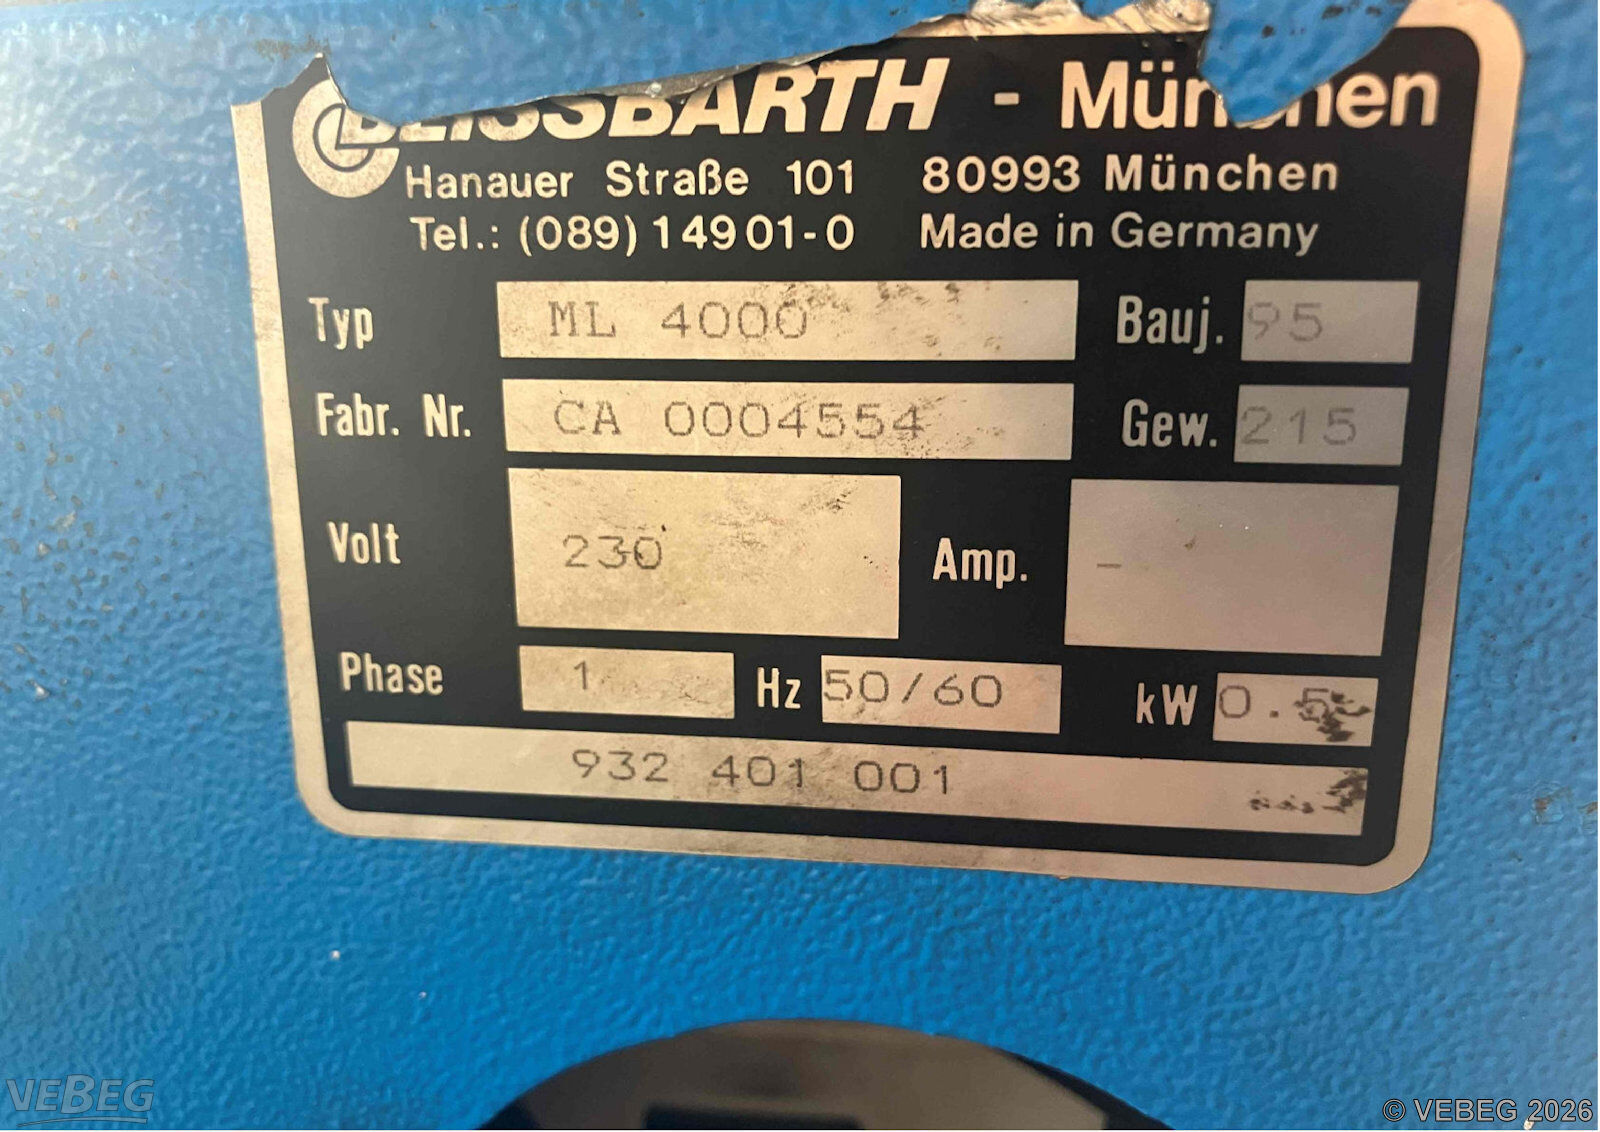 BEISSBARTH - München
Hanauer Straße 101 80993 München
Tel.: (089) 14901-0 Made in Germany
Typ ML 4000 Bauj. 95
Fabr. Nr. CA 0004554 Gew. 215
Volt 230 Amp. -
Phase 1 Hz 50/60 kW 0.5
932 401 001
VEBEG
© VEBEG 2026